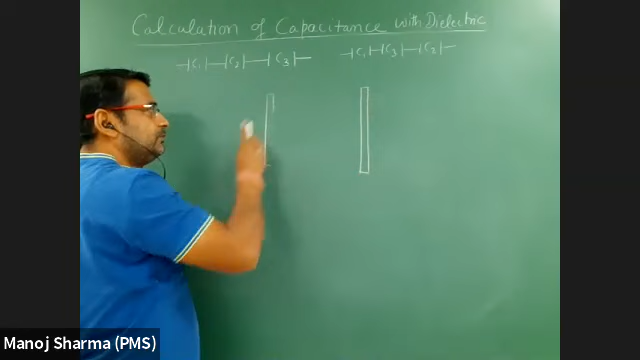 Calculation of Capacitance with Dielectric
C₁ C₂ C₃ C₁ C₃ C₂
Manoj Sharma (PMS)